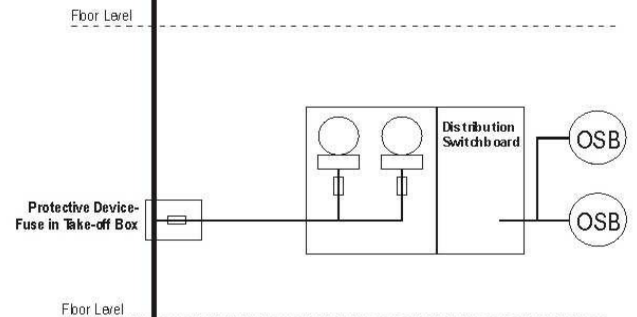 Floor Level
Distribution
Switchboard
OSB
Protective Device-
Fuse in Take-off Box
OSB
Floor Level